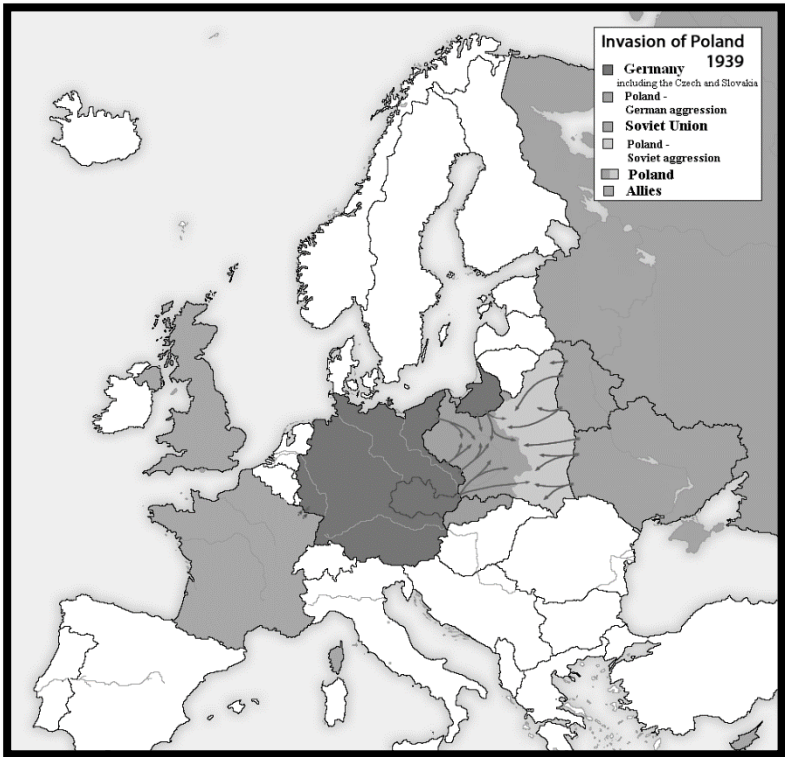 Invasion of Poland
1939
Germany
including the Czech and Slovakia
Poland -
German aggression
Soviet Union
Poland -
Soviet aggression
Poland
Allies